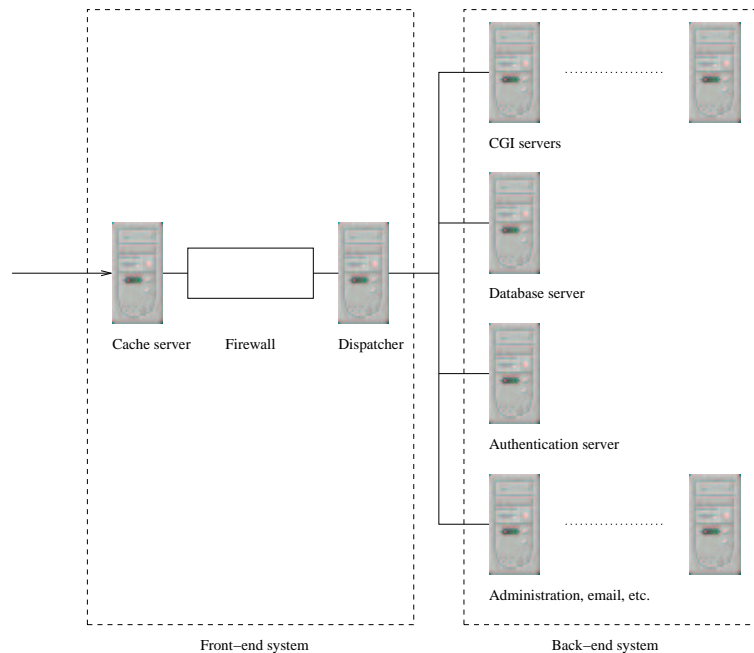 CGI servers
Database server
Cache server
Firewall
Dispatcher
Authentication server
Administration, email, etc.
Front-end system
Back-end system